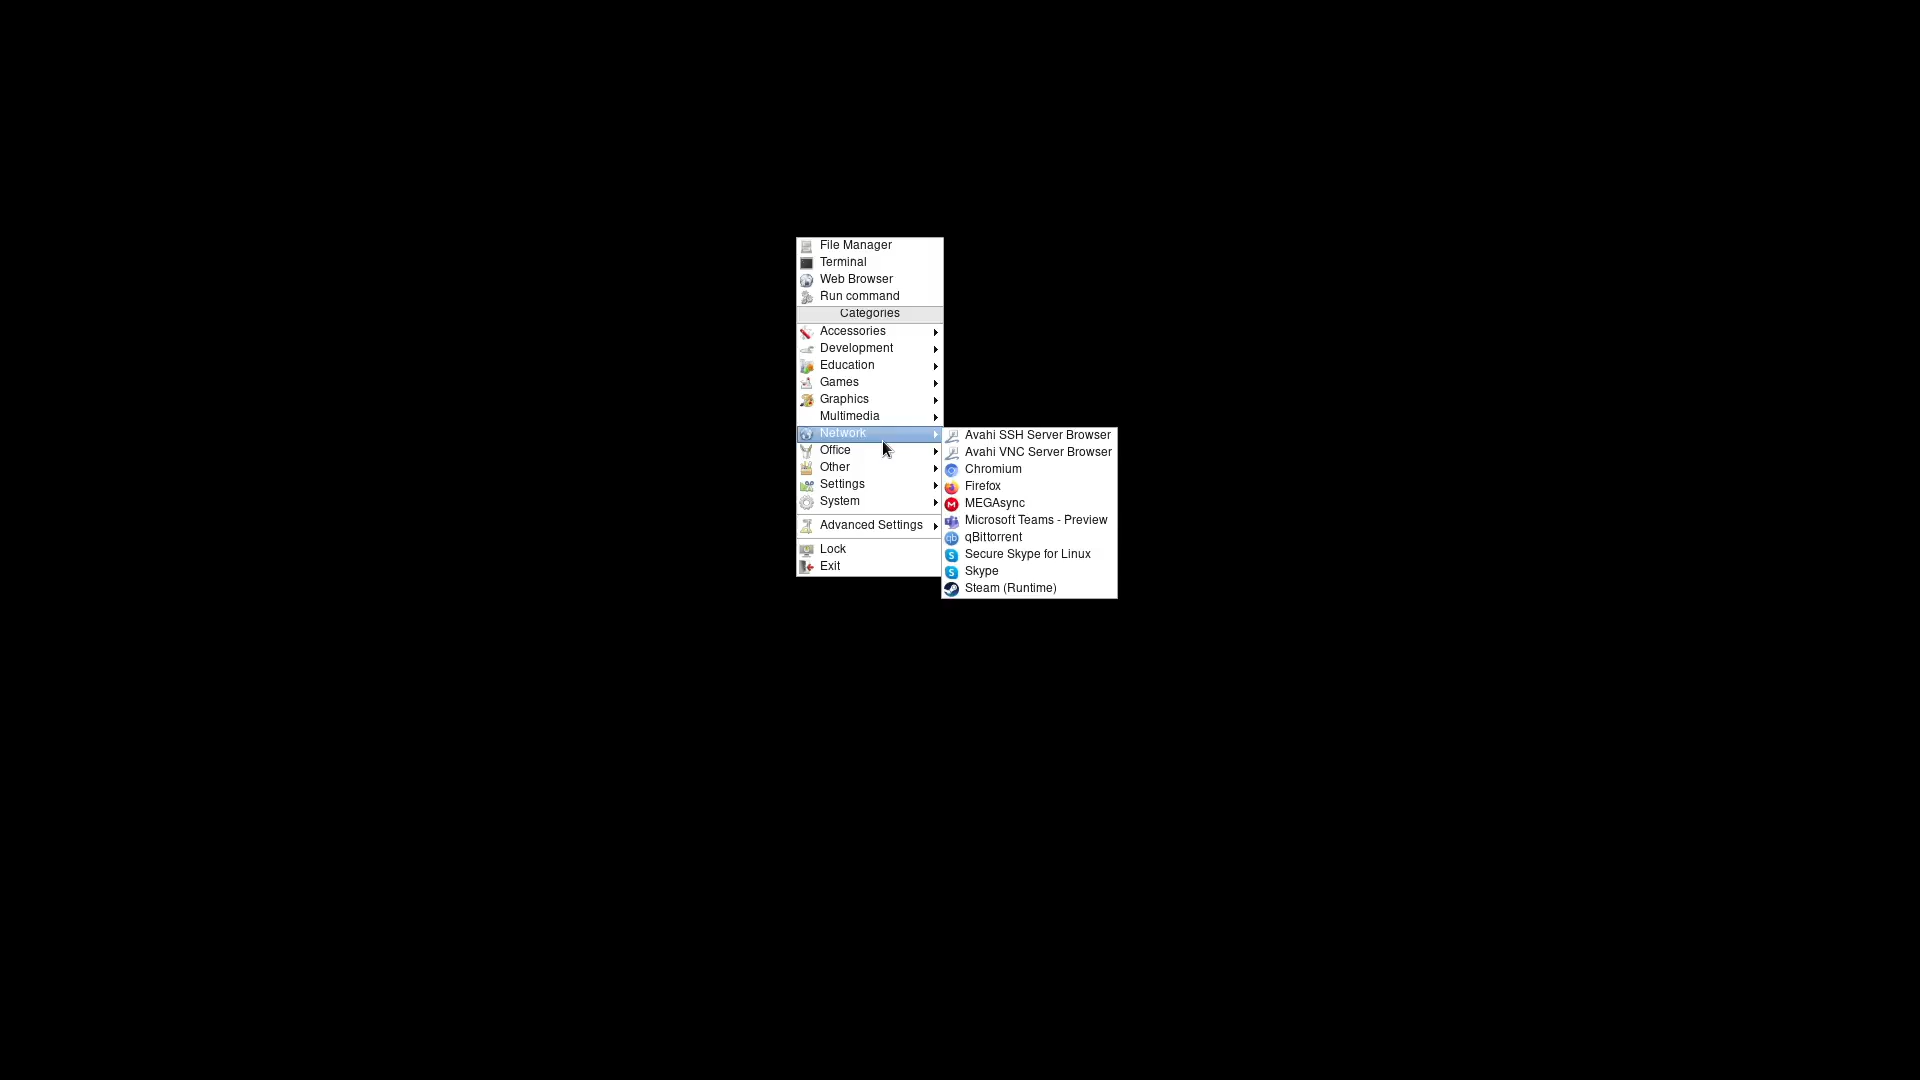 File Manager
Terminal
Web Browser
Run command
Categories
Accessories
Development
Education
Games
Graphics
Multimedia
Network
Office
Other
Settings
System
Advanced Settings
Lock
Exit
Avahi SSH Server Browser
Avahi VNC Server Browser
Chromium
Firefox
MEGAsync
Microsoft Teams - Preview
qBittorrent
Secure Skype for Linux
Skype
Steam (Runtime)